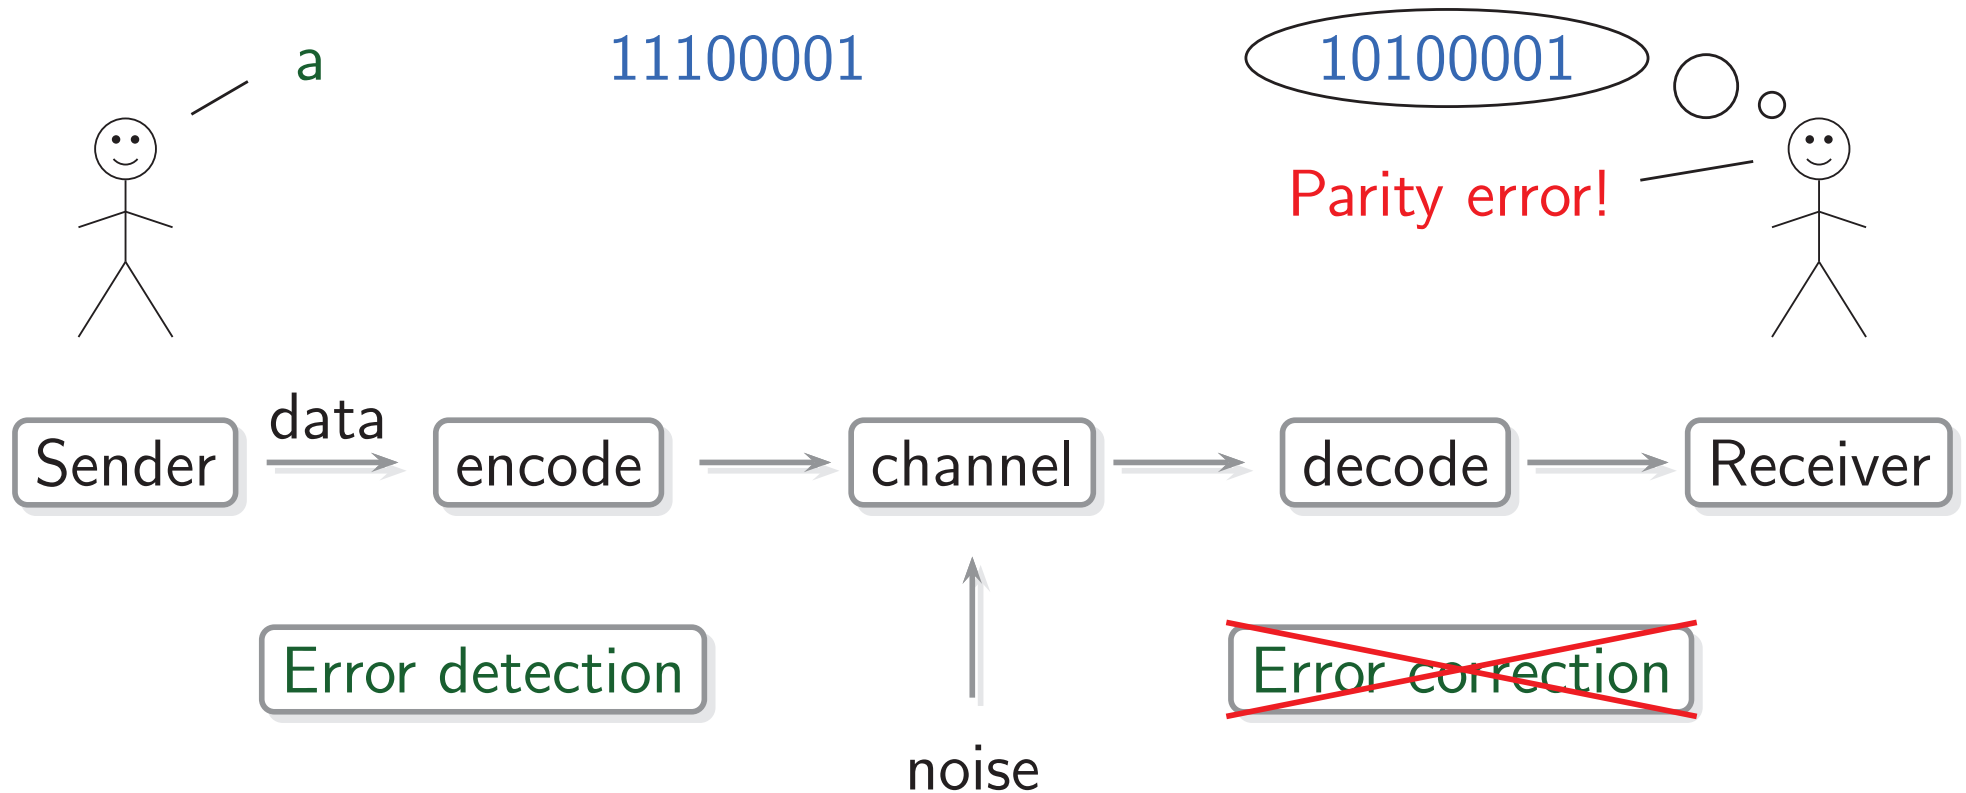 a
11100001
10100001
Parity error!
data
Sender
encode
channel
decode
Receiver
Error detection
Error correction
noise